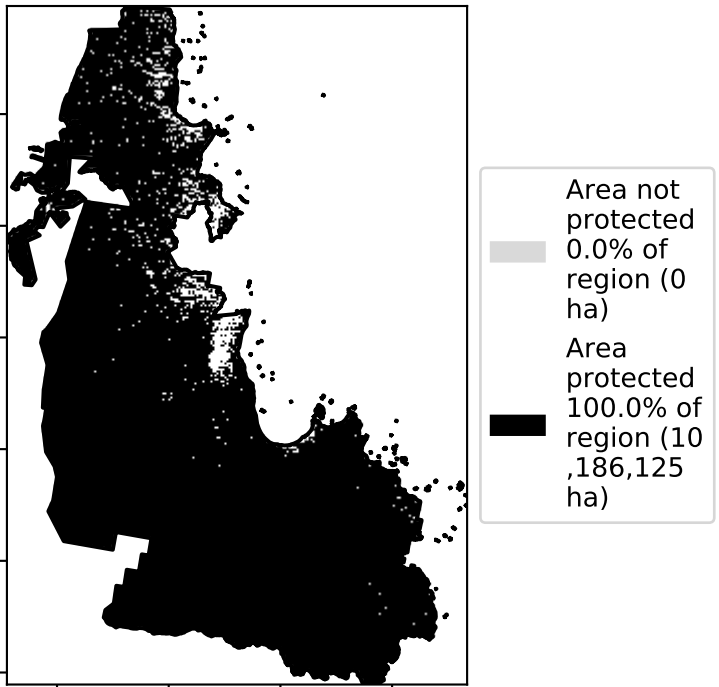 Area not
protected
0.0% of
region (0
ha)
Area
protected
100.0% of
region (10
,186,125
ha)